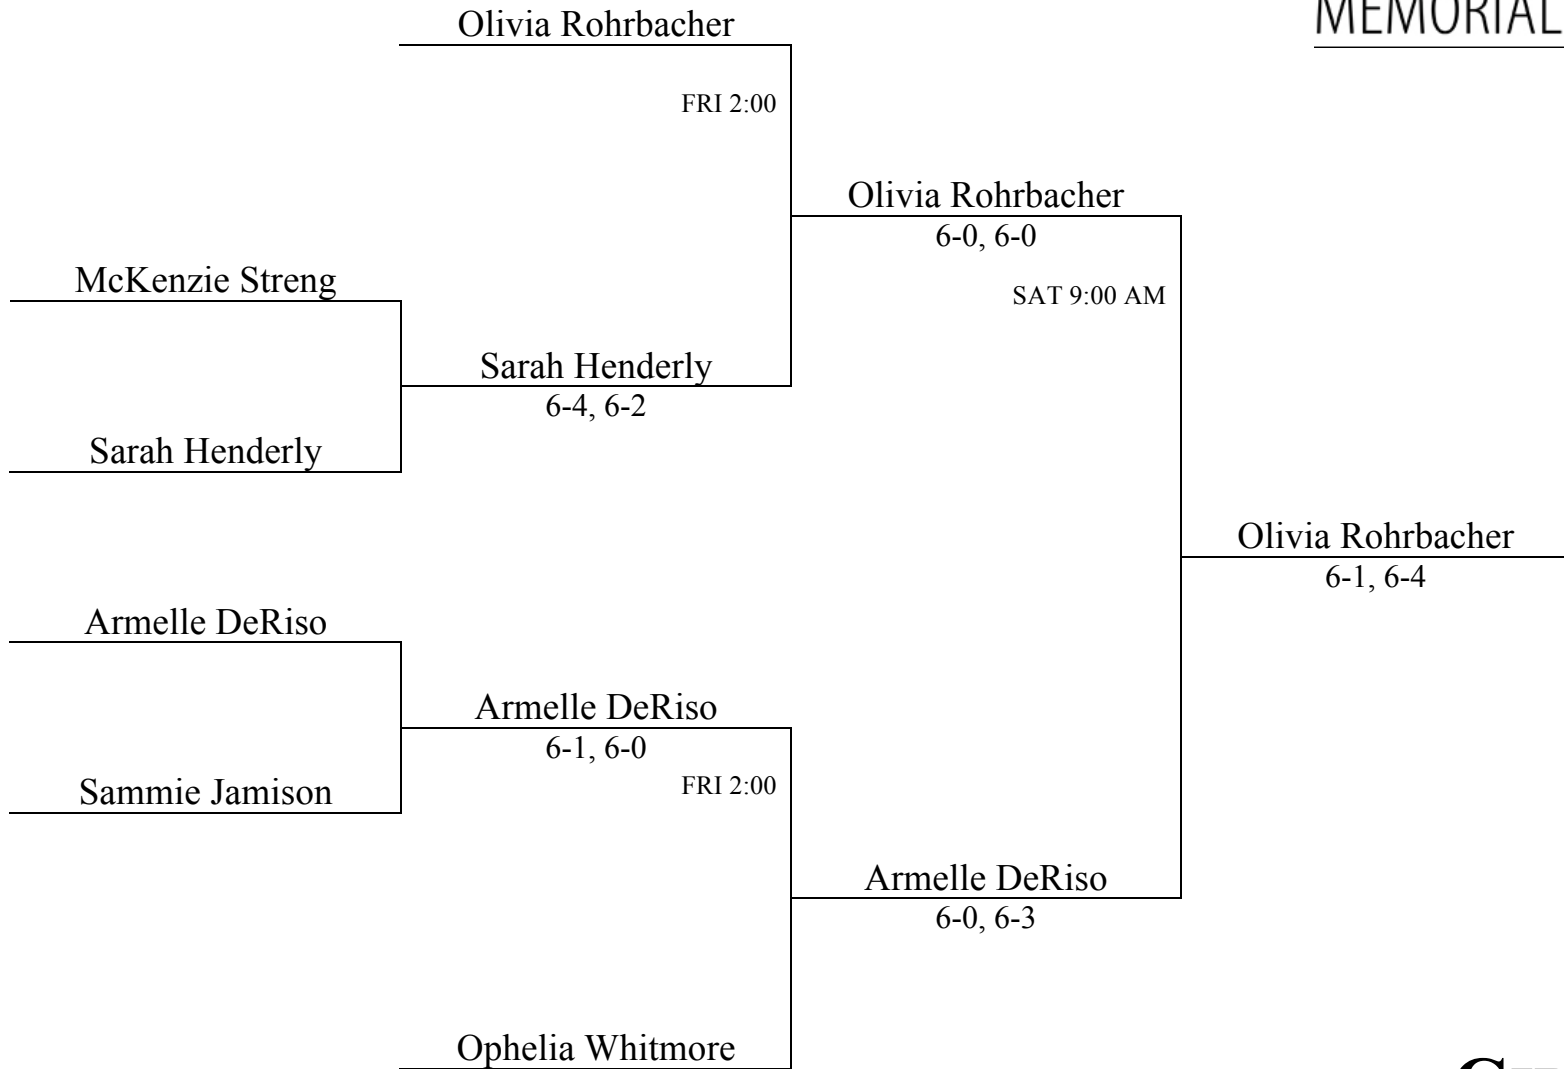 MEMORIAL
Olivia Rohrbacher
FRI 2:00
Olivia Rohrbacher
6-0, 6-0
McKenzie Streng
SAT 9:00 AM
Sarah Henderly
6-4, 6-2
Sarah Henderly
Olivia Rohrbacher
6-1, 6-4
Armelle DeRiso
Armelle DeRiso
6-1, 6-0
Sammie Jamison
FRI 2:00
Armelle DeRiso
6-0, 6-3
Ophelia Whitmore